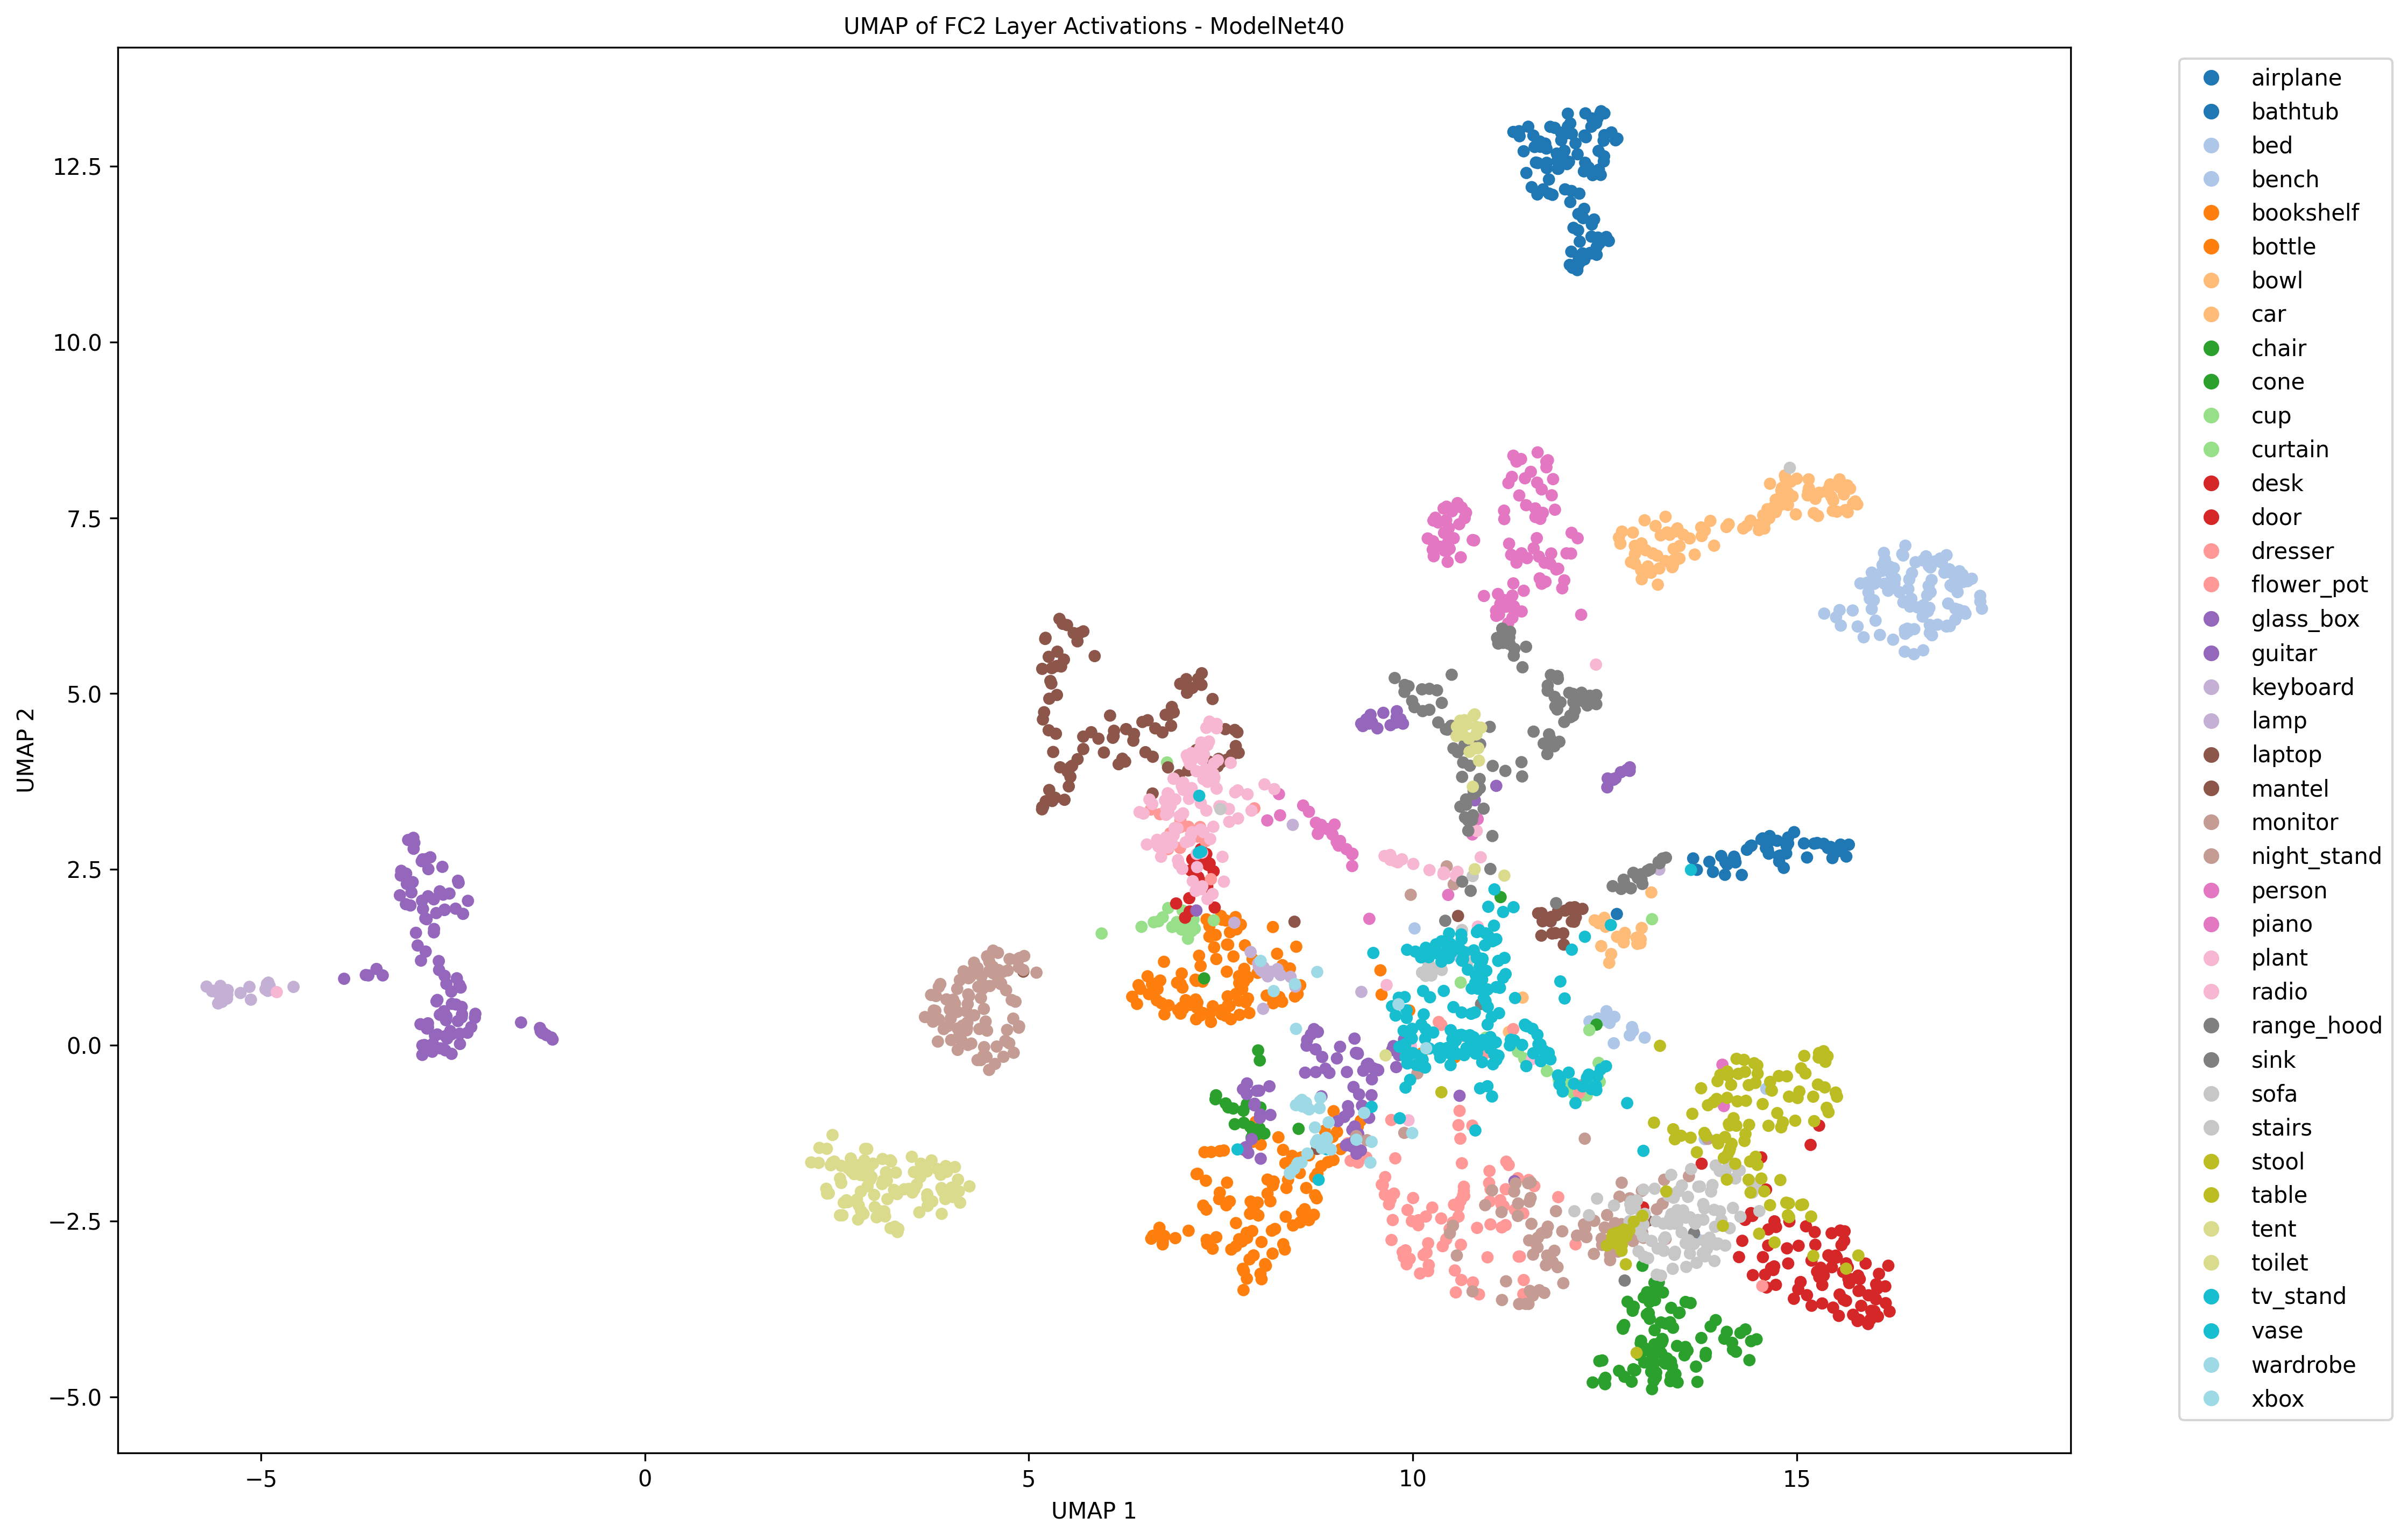 UMAP of FC2 Layer Activations - ModelNet40
12.5
10.0
7.5
5.0
2.5
0.0
−2.5
−5.0
UMAP 2
−5
0
5
10
15
UMAP 1
airplane
bathtub
bed
bench
bookshelf
bottle
bowl
car
chair
cone
cup
curtain
desk
door
dresser
flower_pot
glass_box
guitar
keyboard
lamp
laptop
mantel
monitor
night_stand
person
piano
plant
radio
range_hood
sink
sofa
stairs
stool
table
tent
toilet
tv_stand
vase
wardrobe
xbox